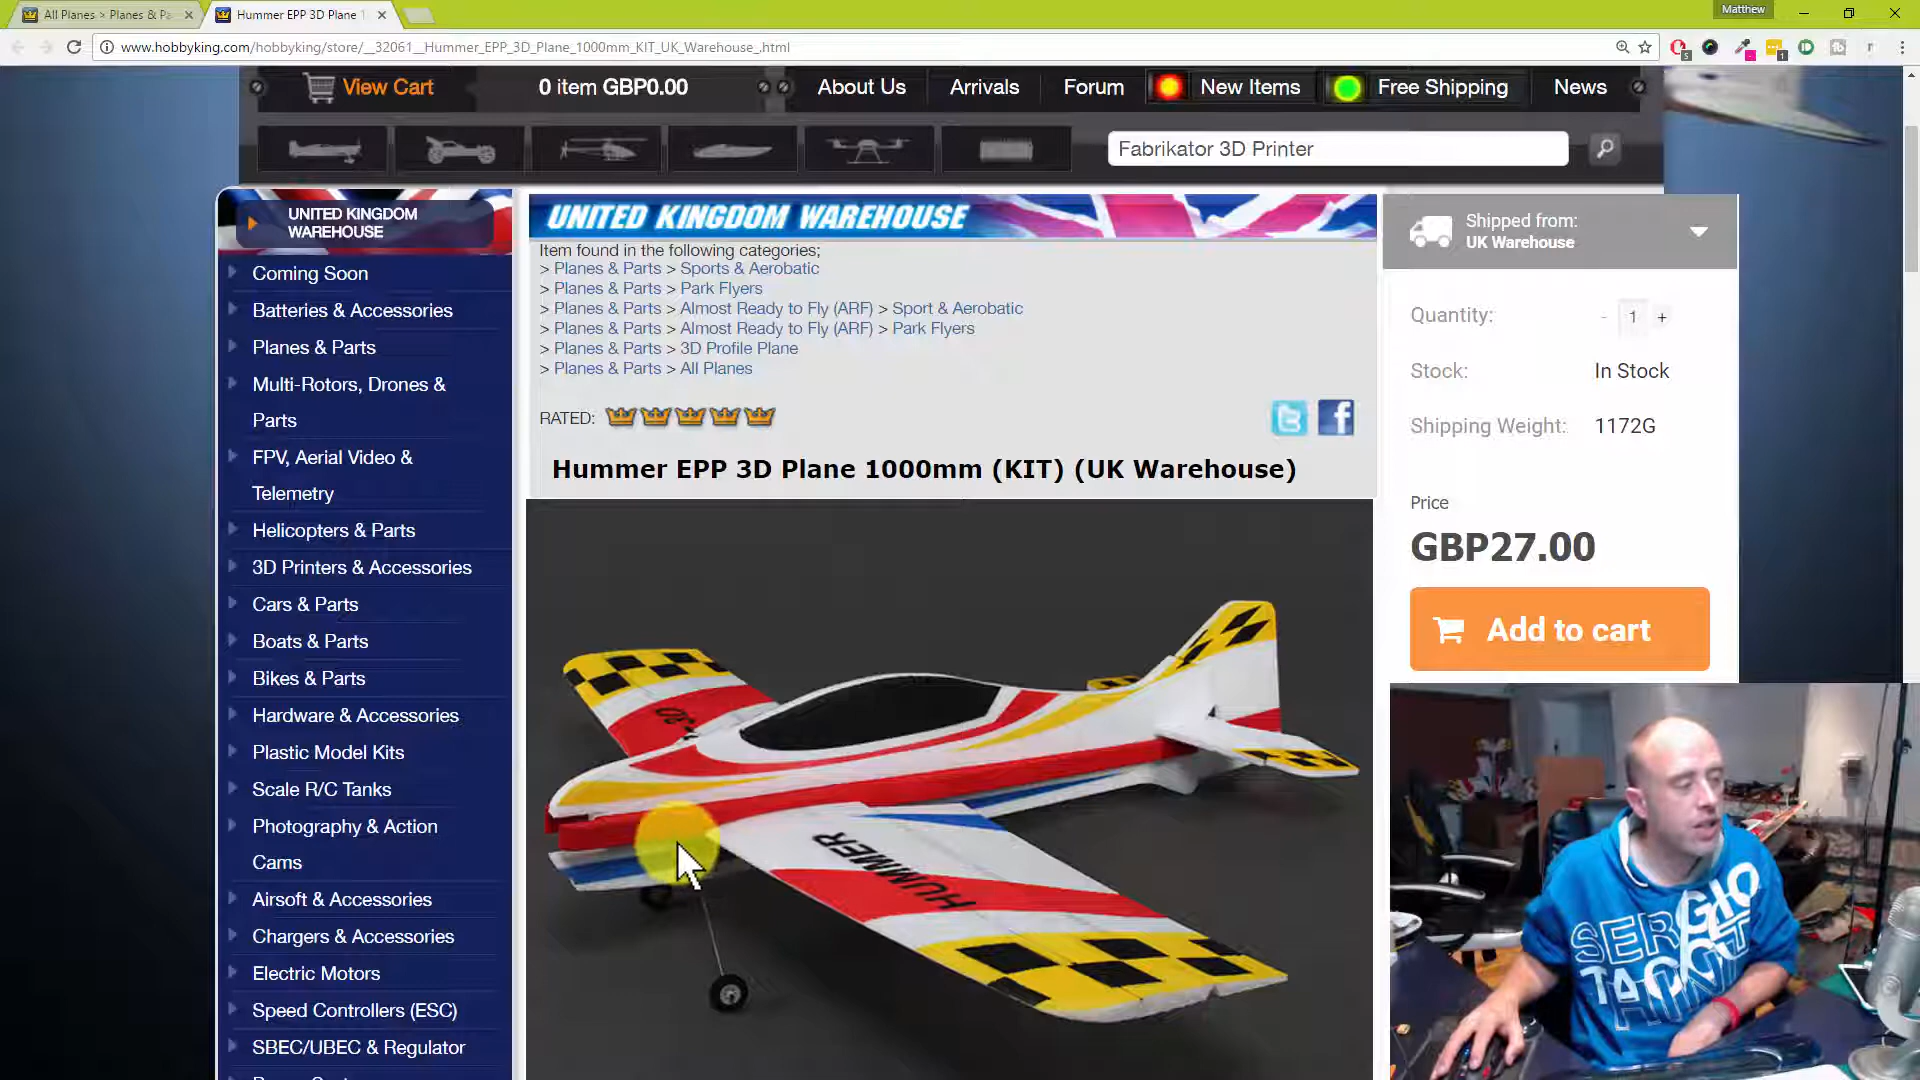 All Planes > Planes & Pa
Hummer EPP 3D Plane 1
Matthew
www.hobbyking.com/hobbyking/store/__32061__Hummer_EPP_3D_Plane_1000mm_KIT_UK_Warehouse_.html
View Cart
0 item GBP0.00
About Us
Arrivals
Forum
New Items
Free Shipping
News
Fabrikator 3D Printer
UNITED KINGDOM
WAREHOUSE
Coming Soon
Batteries & Accessories
Planes & Parts
Multi-Rotors, Drones &
Parts
FPV, Aerial Video &
Telemetry
Helicopters & Parts
3D Printers & Accessories
Cars & Parts
Boats & Parts
Bikes & Parts
Hardware & Accessories
Plastic Model Kits
Scale R/C Tanks
Photography & Action
Cams
Airsoft & Accessories
Chargers & Accessories
Electric Motors
Speed Controllers (ESC)
SBEC/UBEC & Regulator
UNITED KINGDOM WAREHOUSE
Item found in the following categories;
> Planes & Parts > Sports & Aerobatic
> Planes & Parts > Park Flyers
> Planes & Parts > Almost Ready to Fly (ARF) > Sport & Aerobatic
> Planes & Parts > Almost Ready to Fly (ARF) > Park Flyers
> Planes & Parts > 3D Profile Plane
> Planes & Parts > All Planes
RATED:
Hummer EPP 3D Plane 1000mm (KIT) (UK Warehouse)
HUMMER
Shipped from:
UK Warehouse
Quantity: - 1 +
Stock: In Stock
Shipping Weight: 1172G
Price
GBP27.00
Add to cart
SERGIO
TACCHINI